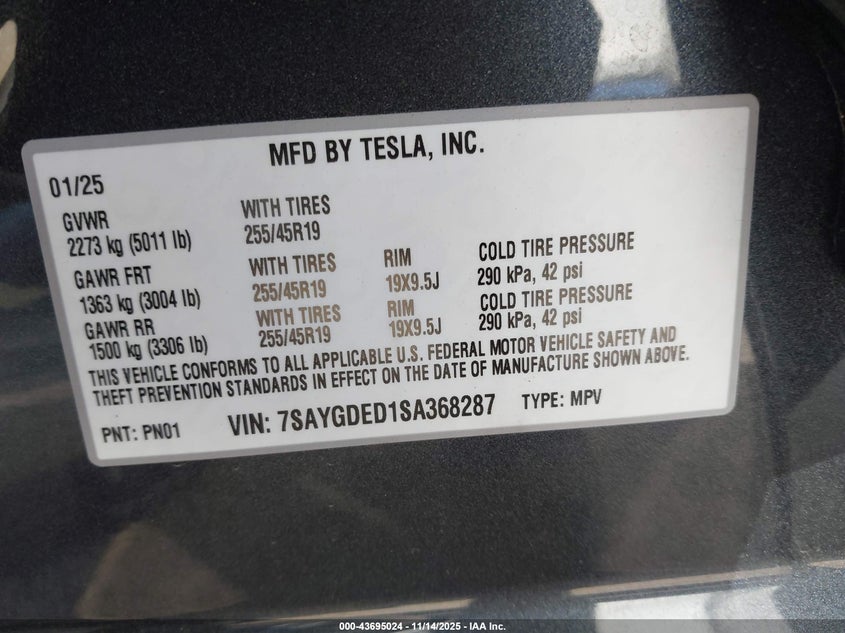 MFD BY TESLA, INC.
01/25
GVWR WITH TIRES
2273 kg (5011 lb) 255/45R19
GAWR FRT WITH TIRES RIM COLD TIRE PRESSURE
1363 kg (3004 lb) 255/45R19 19X9.5J 290 kPa, 42 psi
GAWR RR WITH TIRES RIM COLD TIRE PRESSURE
1500 kg (3306 lb) 255/45R19 19X9.5J 290 kPa, 42 psi
THIS VEHICLE CONFORMS TO ALL APPLICABLE U.S. FEDERAL MOTOR VEHICLE SAFETY AND
THEFT PREVENTION STANDARDS IN EFFECT ON THE DATE OF MANUFACTURE SHOWN ABOVE.
PNT: PN01 VIN: 7SAYGDED1SA368287 TYPE: MPV
000-43695024 - 11/14/2025 - IAA Inc.